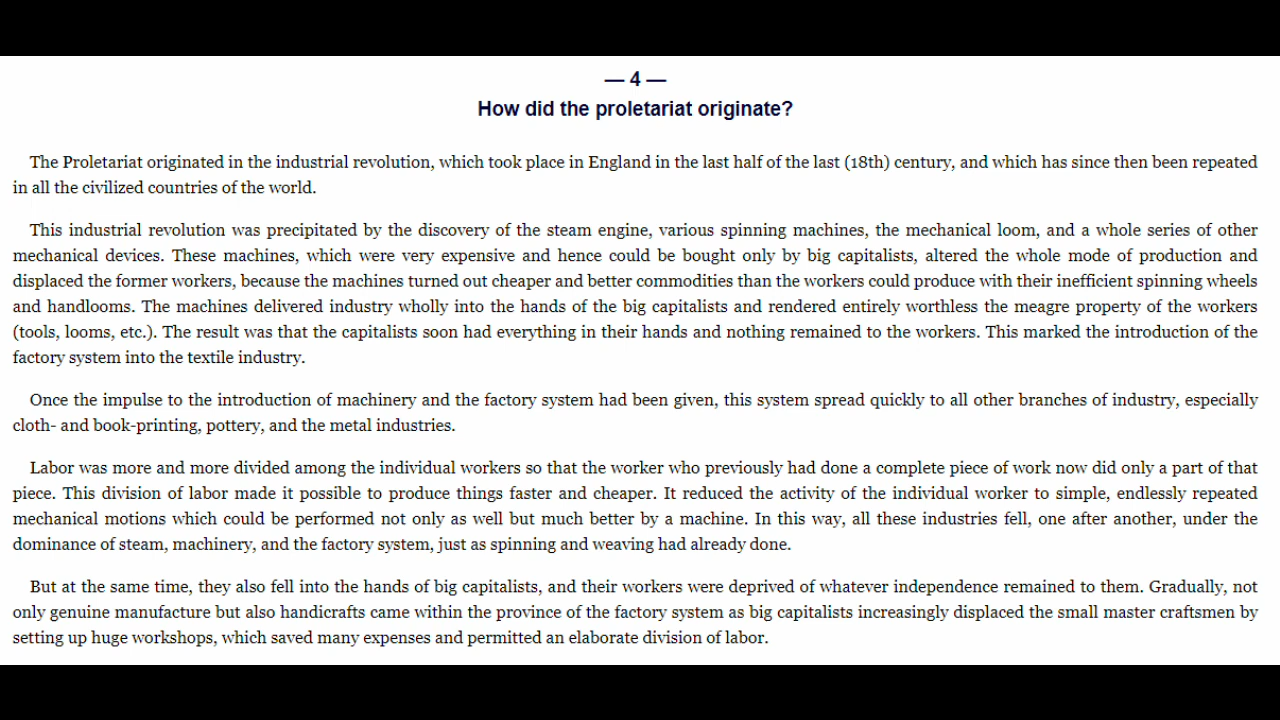 — 4 —
How did the proletariat originate?
The Proletariat originated in the industrial revolution, which took place in England in the last half of the last (18th) century, and which has since then been repeated
in all the civilized countries of the world.
This industrial revolution was precipitated by the discovery of the steam engine, various spinning machines, the mechanical loom, and a whole series of other
mechanical devices. These machines, which were very expensive and hence could be bought only by big capitalists, altered the whole mode of production and
displaced the former workers, because the machines turned out cheaper and better commodities than the workers could produce with their inefficient spinning wheels
and handlooms. The machines delivered industry wholly into the hands of the big capitalists and rendered entirely worthless the meagre property of the workers
(tools, looms, etc.). The result was that the capitalists soon had everything in their hands and nothing remained to the workers. This marked the introduction of the
factory system into the textile industry.
Once the impulse to the introduction of machinery and the factory system had been given, this system spread quickly to all other branches of industry, especially
cloth- and book-printing, pottery, and the metal industries.
Labor was more and more divided among the individual workers so that the worker who previously had done a complete piece of work now did only a part of that
piece. This division of labor made it possible to produce things faster and cheaper. It reduced the activity of the individual worker to simple, endlessly repeated
mechanical motions which could be performed not only as well but much better by a machine. In this way, all these industries fell, one after another, under the
dominance of steam, machinery, and the factory system, just as spinning and weaving had already done.
But at the same time, they also fell into the hands of big capitalists, and their workers were deprived of whatever independence remained to them. Gradually, not
only genuine manufacture but also handicrafts came within the province of the factory system as big capitalists increasingly displaced the small master craftsmen by
setting up huge workshops, which saved many expenses and permitted an elaborate division of labor.